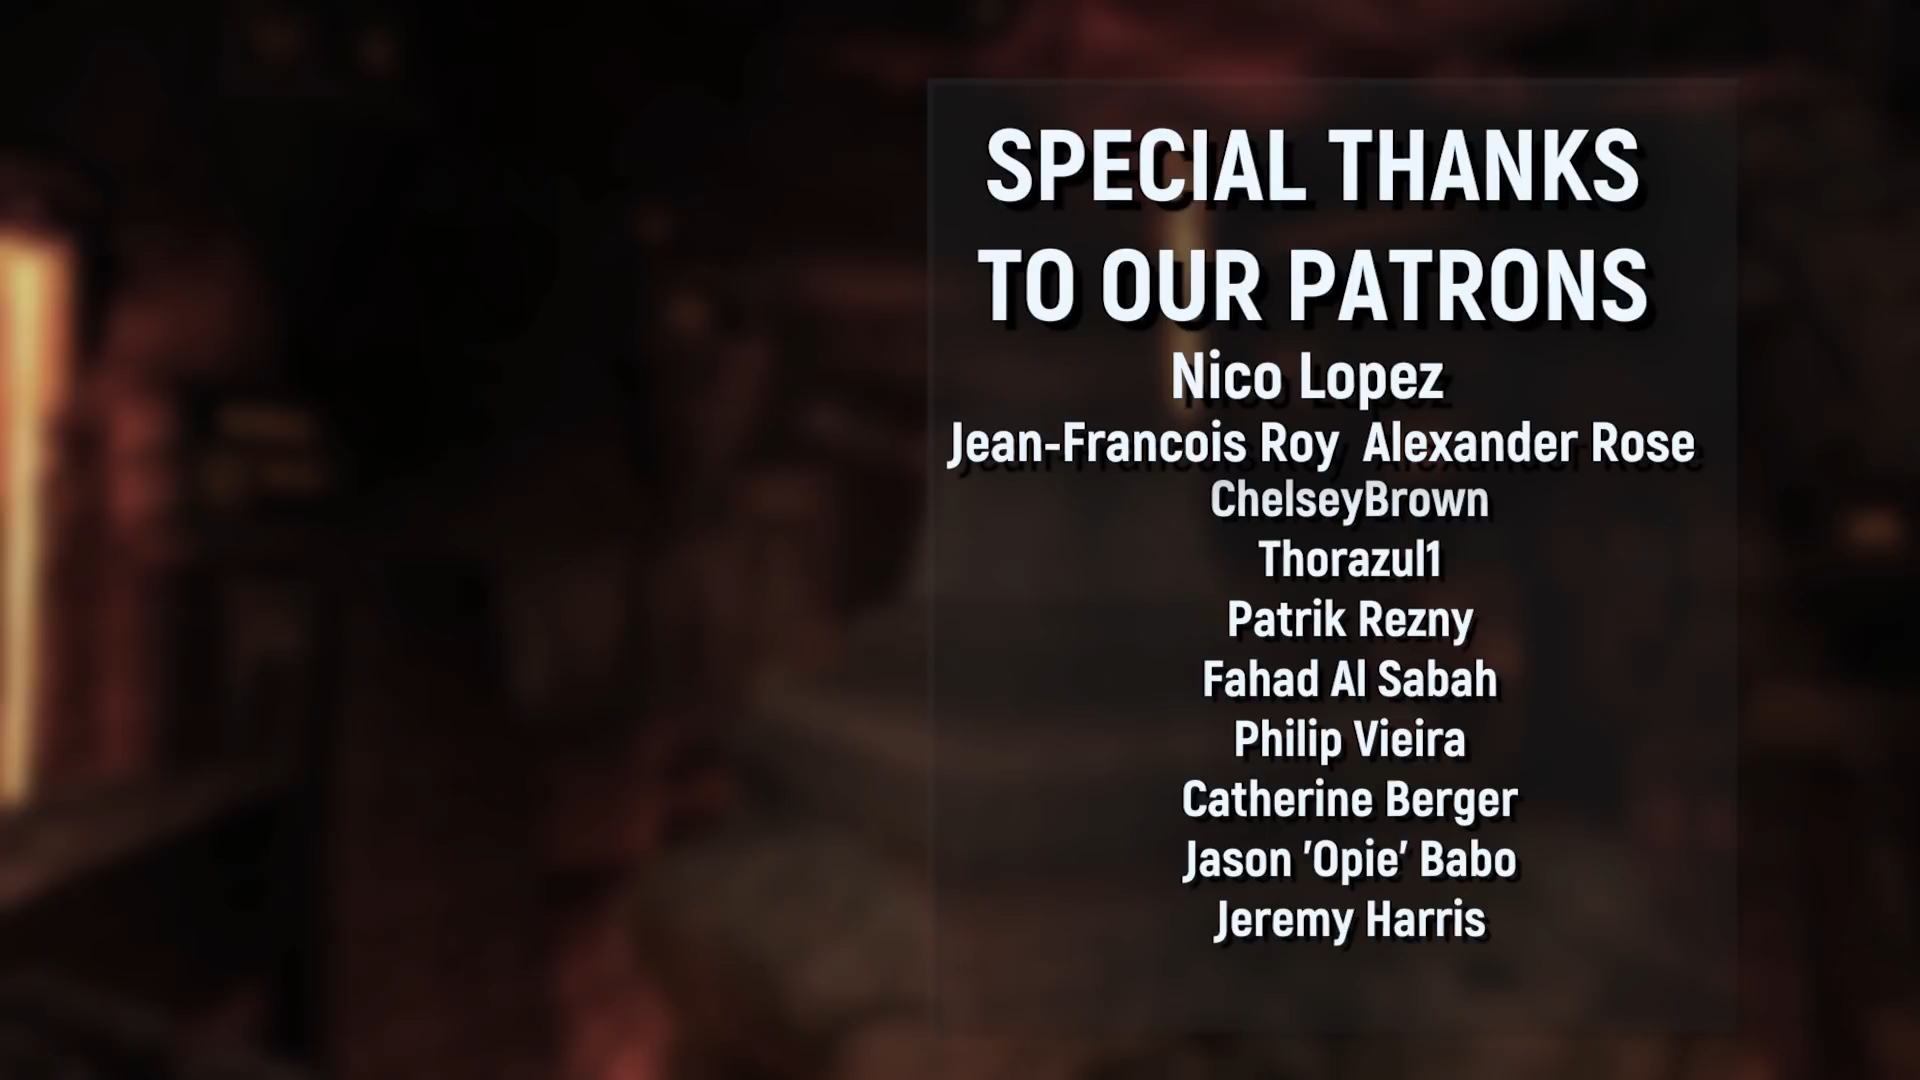 SPECIAL THANKS
TO OUR PATRONS
Nico Lopez
Jean-Francois Roy  Alexander Rose
ChelseyBrown
Thorazul1
Patrik Rezny
Fahad Al Sabah
Philip Vieira
Catherine Berger
Jason 'Opie' Babo
Jeremy Harris